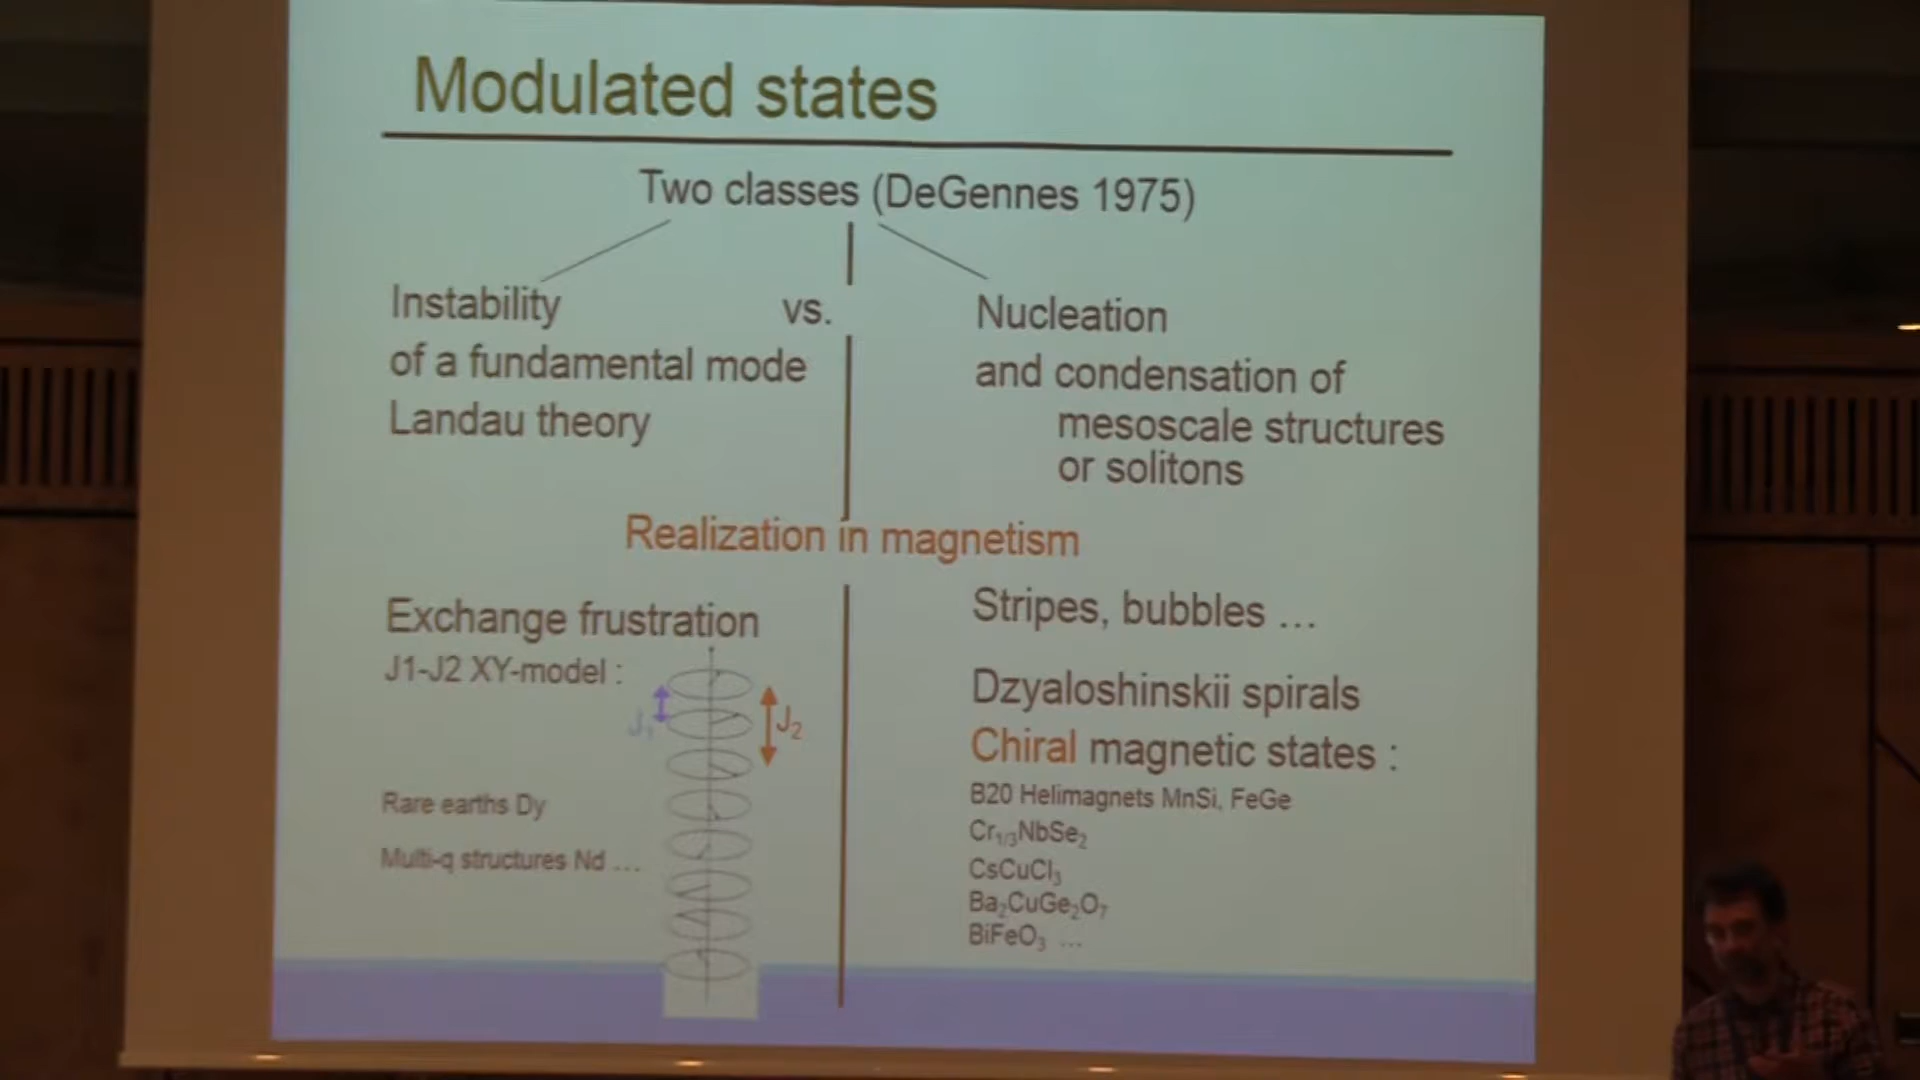 Modulated states
Two classes (DeGennes 1975)
Instability
of a fundamental mode
Landau theory
vs.
Nucleation
and condensation of
mesoscale structures
or solitons
Realization in magnetism
Exchange frustration
J1-J2 XY-model :
J₁
J₂
Rare earths Dy
Multi-q structures Nd ...
Stripes, bubbles ...
Dzyaloshinskii spirals
Chiral magnetic states :
B20 Helimagnets MnSi, FeGe
Cr₁/₃NbSe₂
CsCuCl₃
Ba₂CuGe₂O₇
BiFeO₃ ...